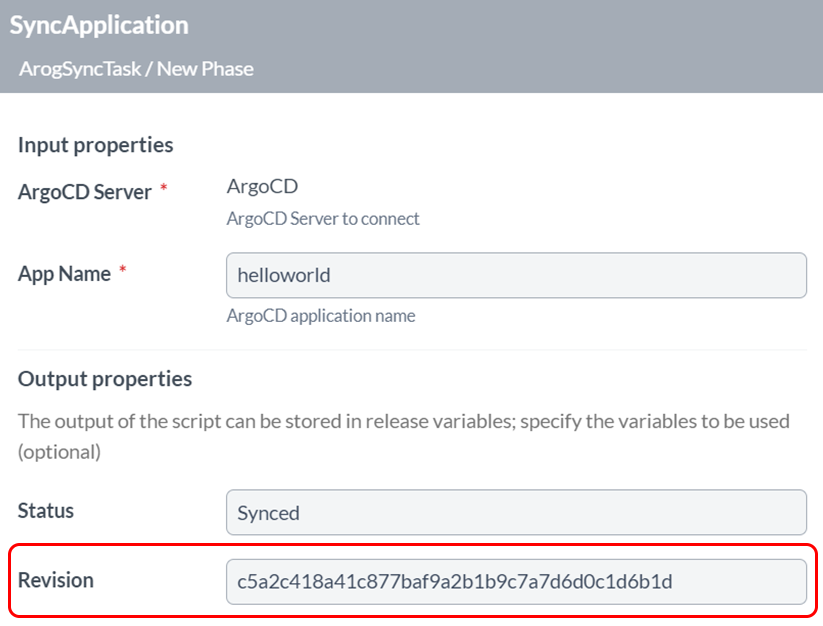 SyncApplication
ArogSyncTask / New Phase
Input properties
ArgoCD Server * ArgoCD
ArgoCD Server to connect
App Name * helloworld
ArgoCD application name
Output properties
The output of the script can be stored in release variables; specify the variables to be used
(optional)
Status Synced
Revision c5a2c418a41c877baf9a2b1b9c7a7d6d0c1d6b1d